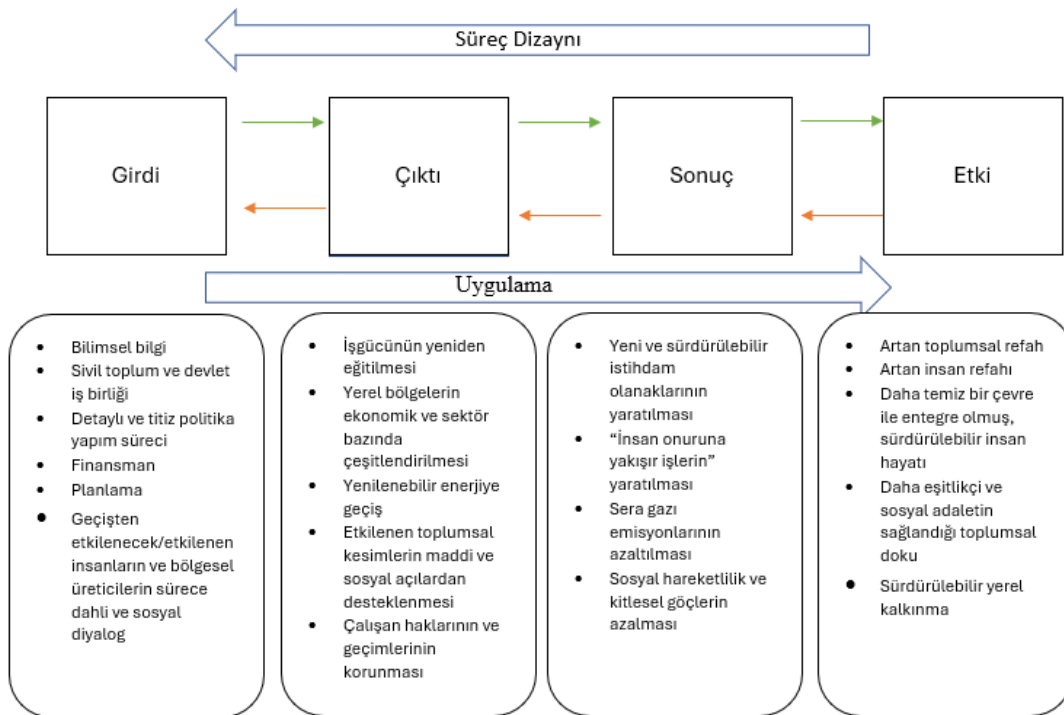 Süreç Dizaynı
Girdi
Çıktı
Sonuç
Etki
Uygulama
• Bilimsel bilgi
• Sivil toplum ve devlet
iş birliği
• Detaylı ve titiz politika
yapım süreci
• Finansman
• Planlama
• Geçişten
etkilenecek/etkilenen
insanların ve bölgesel
üreticilerin sürece
dahli ve sosyal
diyalog
• İşgücünün yeniden
eğitilmesi
• Yerel bölgelerin
ekonomik ve sektör
bazında
çeşitlendirilmesi
• Yenilenebilir enerjiye
geçiş
• Etkilenen toplumsal
kesimlerin maddi ve
sosyal açılardan
desteklenmesi
• Çalışan haklarının ve
geçimlerinin
korunması
• Yeni ve sürdürülebilir
istihdam
olanaklarının
yaratılması
• “İnsan onuruna
yakışır işlerin”
yaratılması
• Sera gazı
emisyonlarının
azaltılması
• Sosyal hareketlilik ve
kitlesel göçlerin
azalması
• Artan toplumsal refah
• Artan insan refahı
• Daha temiz bir çevre
ile entegre olmuş,
sürdürülebilir insan
hayatı
• Daha eşitlikçi ve
sosyal adaletin
sağlandığı toplumsal
doku
• Sürdürülebilir yerel
kalkınma